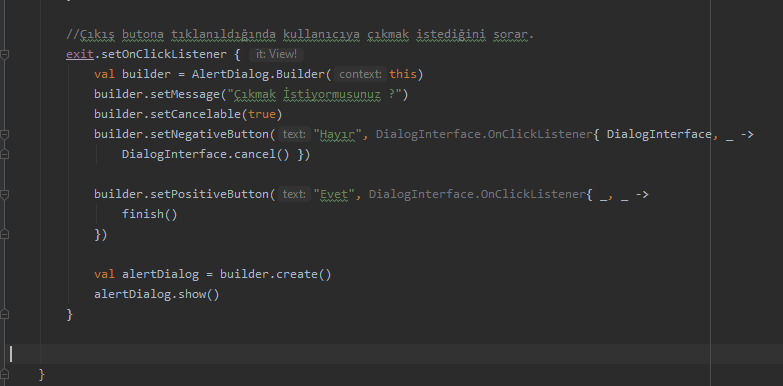 //Çıkış butona tıklanıldığında kullanıcıya çıkmak istediğini sorar.
exit.setOnClickListener { it: View!
val builder = AlertDialog.Builder( context: this)
builder.setMessage("Çıkmak İstiyormusunuz ?")
builder.setCancelable(true)
builder.setNegativeButton( text: "Hayır", DialogInterface.OnClickListener{ DialogInterface, _ ->
DialogInterface.cancel() })
builder.setPositiveButton( text: "Evet", DialogInterface.OnClickListener{ _, _ ->
finish()
})
val alertDialog = builder.create()
alertDialog.show()
}
}